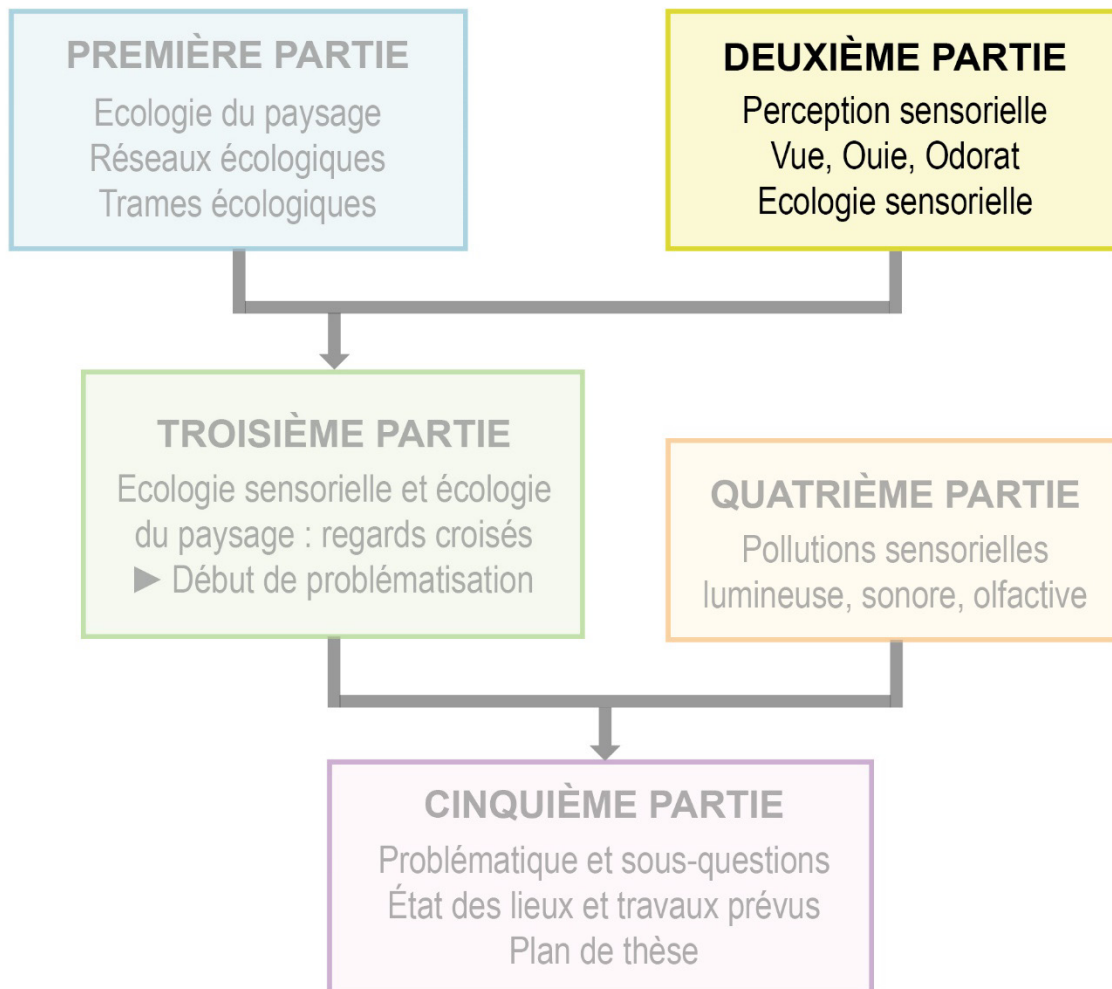 PREMIÈRE PARTIE
Ecologie du paysage
Réseaux écologiques
Trames écologiques
DEUXIÈME PARTIE
Perception sensorielle
Vue, Ouie, Odorat
Ecologie sensorielle
TROISIÈME PARTIE
Ecologie sensorielle et écologie
du paysage : regards croisés
► Début de problématisation
QUATRIÈME PARTIE
Pollutions sensorielles
lumineuse, sonore, olfactive
CINQUIÈME PARTIE
Problématique et sous-questions
État des lieux et travaux prévus
Plan de thèse